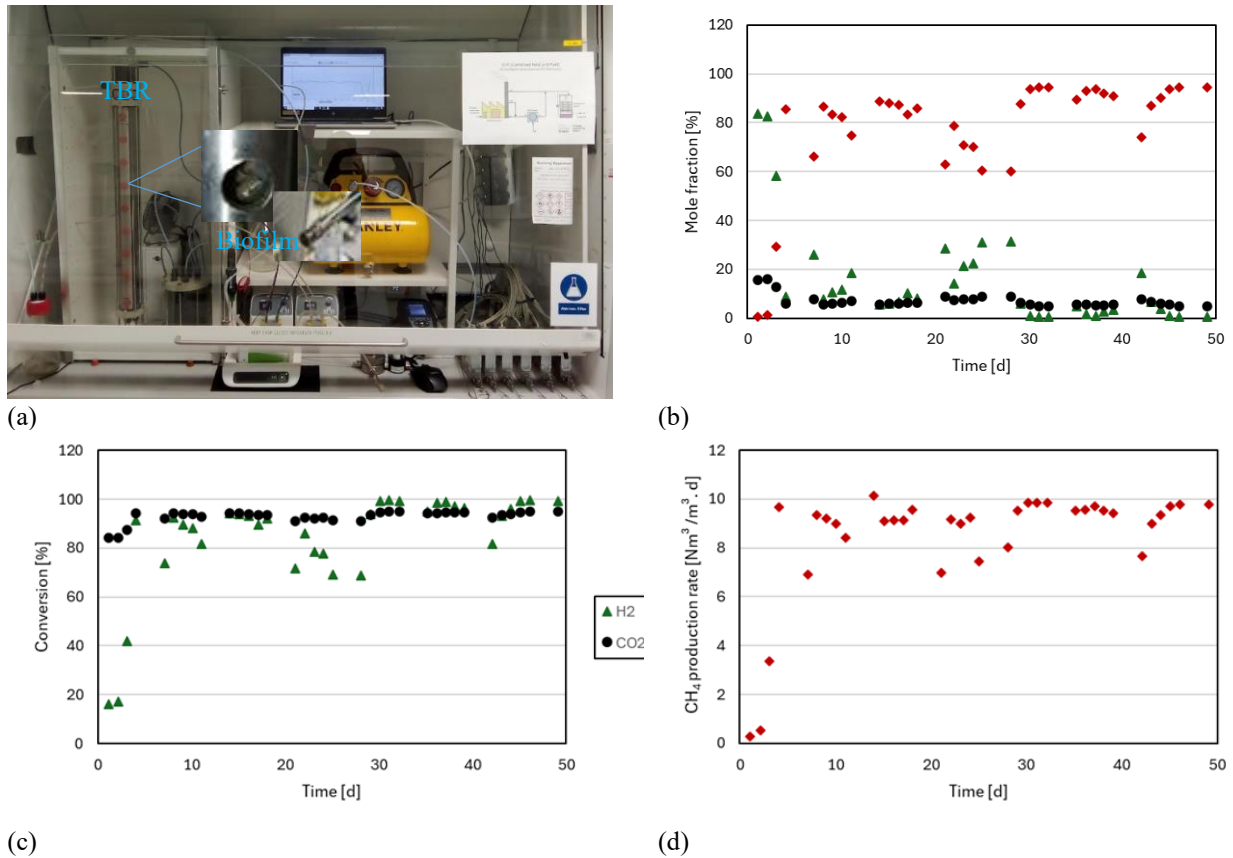 TBR
Biofilm
NLEY
(a)
Mole fraction [%]
120
100
80
60
40
20
0
0 10 20 30 40 50
Time [d]
(b)
Conversion [%]
120
100
80
60
40
20
0
0 10 20 30 40 50
Time [d]
H2
CO2
(c)
CH₄ production rate [Nm³/m³. d]
12
10
8
6
4
2
0
0 10 20 30 40 50
Time [d]
(d)